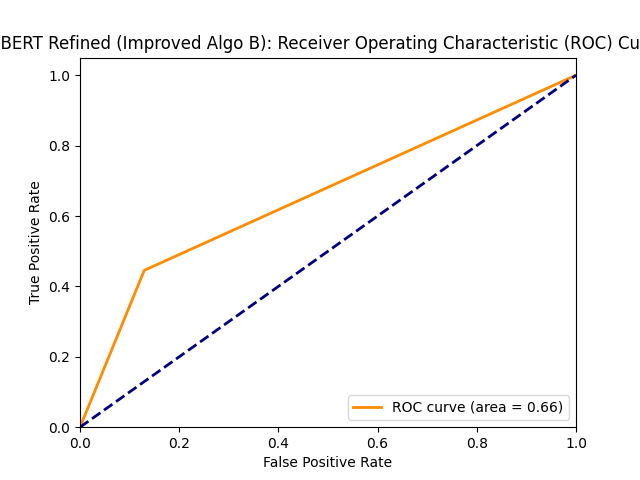 BERT Refined (Improved Algo B): Receiver Operating Characteristic (ROC) Cu
1.0
0.8
0.6
0.4
0.2
0.0
True Positive Rate
ROC curve (area = 0.66)
0.0 0.2 0.4 0.6 0.8 1.0
False Positive Rate